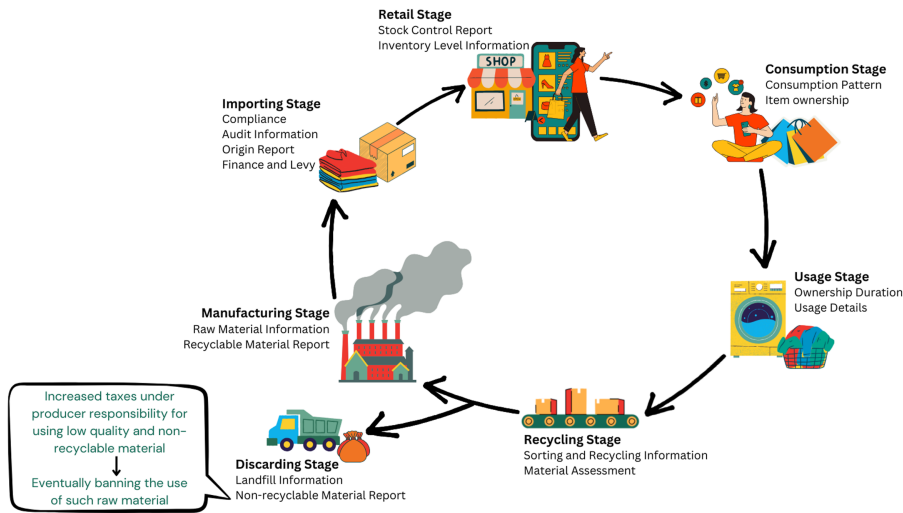 Retail Stage
Stock Control Report
Inventory Level Information
SHOP
Consumption Stage
Consumption Pattern
Item ownership
Importing Stage
Compliance
Audit Information
Origin Report
Finance and Levy
Usage Stage
Ownership Duration
Usage Details
Manufacturing Stage
Raw Material Information
Recyclable Material Report
Recycling Stage
Sorting and Recycling Information
Material Assessment
Discarding Stage
Landfill Information
Non-recyclable Material Report
Increased taxes under
producer responsibility for
using low quality and non-
recyclable material
Eventually banning the use
of such raw material